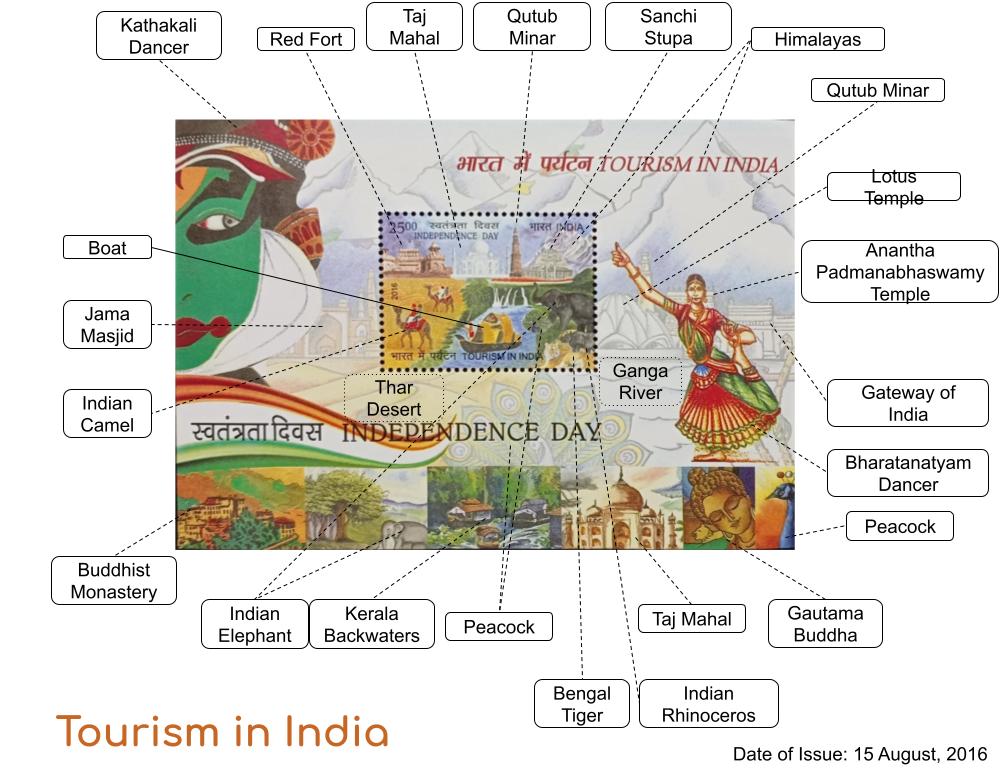 Kathakali
Dancer
Red Fort
Taj
Mahal
Qutub
Minar
Sanchi
Stupa
Himalayas
Qutub Minar
Lotus
Temple
Anantha
Padmanabhaswamy
Temple
Boat
Jama
Masjid
Indian
Camel
भारत में पर्यटन TOURISM IN INDIA
2500 स्वतंत्रता दिवस भारत INDIA
INDEPENDENCE DAY
2016
भारत में पर्यटन TOURISM IN INDIA
Thar
Desert
Ganga
River
Gateway of
India
स्वतंत्रता दिवस INDEPENDENCE DAY
Bharatanatyam
Dancer
Peacock
Buddhist
Monastery
Indian
Elephant
Kerala
Backwaters
Peacock
Taj Mahal
Gautama
Buddha
Bengal
Tiger
Indian
Rhinoceros
Tourism in India
Date of Issue: 15 August, 2016